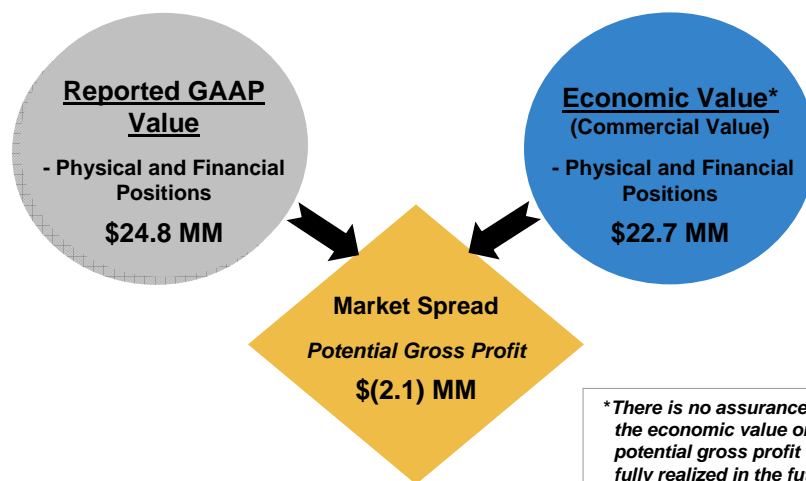 Reported GAAP
Value
- Physical and Financial
Positions
$24.8 MM
Economic Value*
(Commercial Value)
- Physical and Financial
Positions
$22.7 MM
Market Spread
Potential Gross Profit
$(2.1) MM
*There is no assurance
the economic value
potential gross profit
fully realized in the